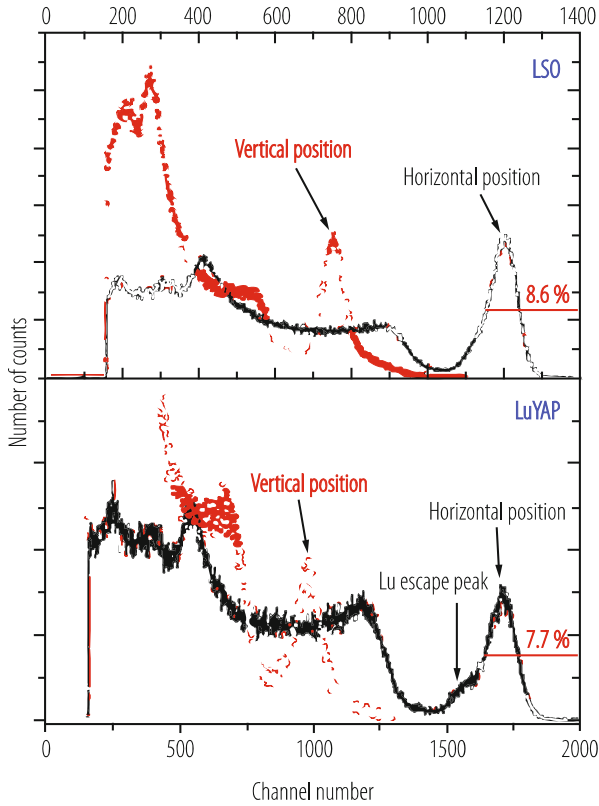 0 200 400 600 800 1000 1200 1400
LSO
Vertical position
Horizontal position
8.6 %
Number of counts
LuYAP
Vertical position
Horizontal position
Lu escape peak
7.7 %
0 500 1000 1500 2000
Channel number